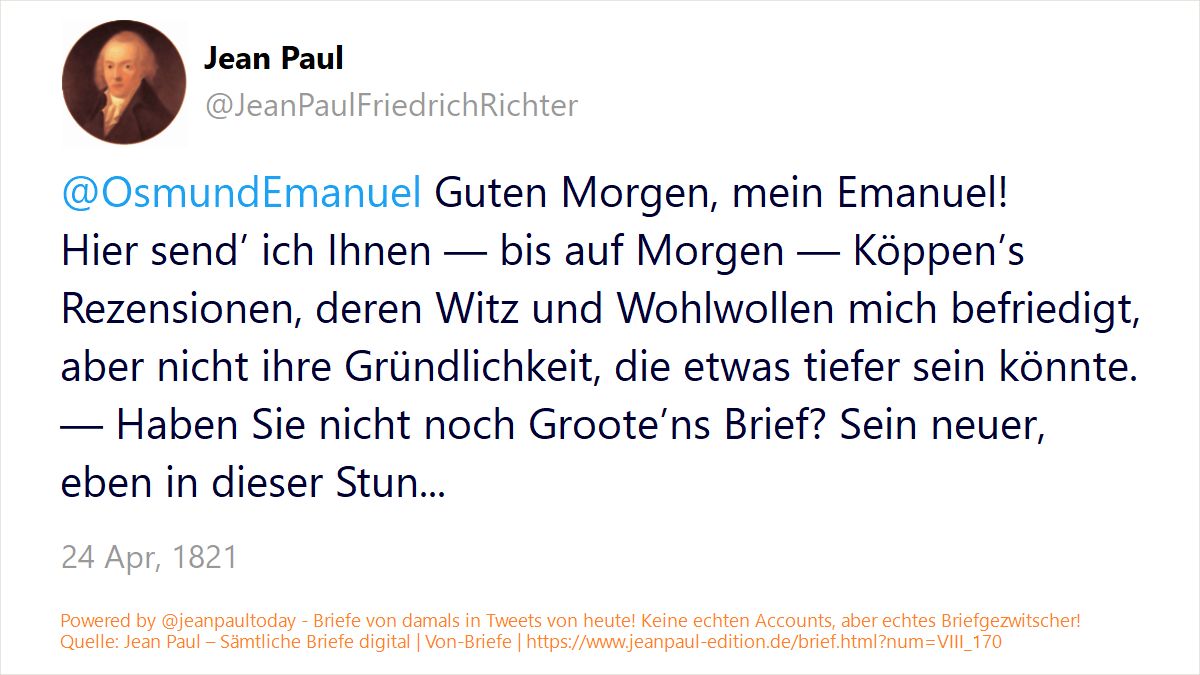 Jean Paul
@JeanPaulFriedrichRichter
@OsmundEmanuel Guten Morgen, mein Emanuel!
Hier send’ ich Ihnen — bis auf Morgen — Köppen’s
Rezensionen, deren Witz und Wohlwollen mich befriedigt,
aber nicht ihre Gründlichkeit, die etwas tiefer sein könnte.
— Haben Sie nicht noch Groote’ns Brief? Sein neuer,
eben in dieser Stun...
24 Apr, 1821
Powered by @jeanpaultoday - Briefe von damals in Tweets von heute! Keine echten Accounts, aber echtes Briefgezwitscher!
Quelle: Jean Paul – Sämtliche Briefe digital | Von-Briefe | https://www.jeanpaul-edition.de/brief.html?num=VIII_170